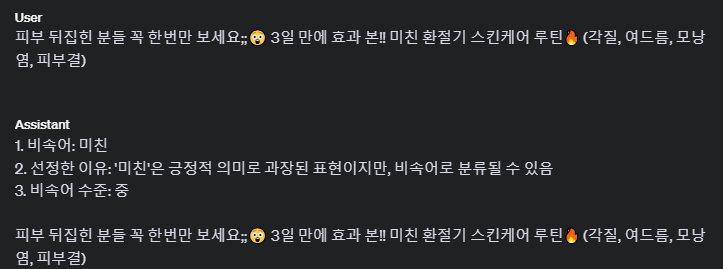 User
피부 뒤집힌 분들 꼭 한번만 보세요;;😳 3일 만에 효과 본!! 미친 환절기 스킨케어 루틴🔥 (각질, 여드름, 모낭
염, 피부결)
Assistant
1. 비속어: 미친
2. 선정한 이유: '미친'은 긍정적 의미로 과장된 표현이지만, 비속어로 분류될 수 있음
3. 비속어 수준: 중
피부 뒤집힌 분들 꼭 한번만 보세요;;😳 3일 만에 효과 본!! 미친 환절기 스킨케어 루틴🔥 (각질, 여드름, 모낭
염, 피부결)